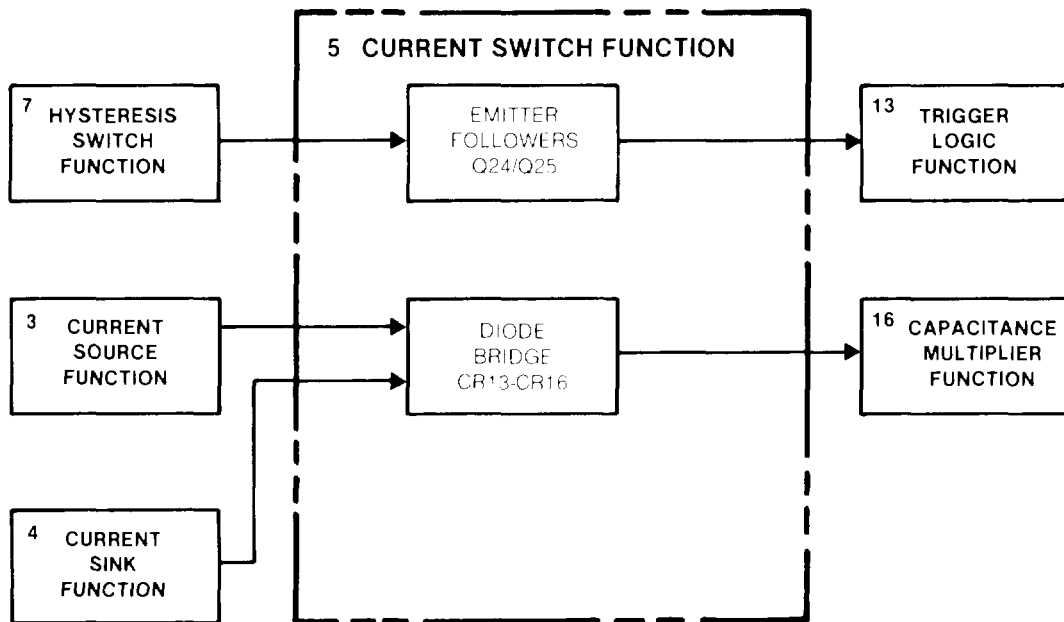 5 CURRENT SWITCH FUNCTION
7 HYSTERESIS
SWITCH
FUNCTION
EMITTER
FOLLOWERS
Q24/Q25
13 TRIGGER
LOGIC
FUNCTION
3 CURRENT
SOURCE
FUNCTION
DIODE
BRIDGE
CR13-CR16
16 CAPACITANCE
MULTIPLIER
FUNCTION
4 CURRENT
SINK
FUNCTION